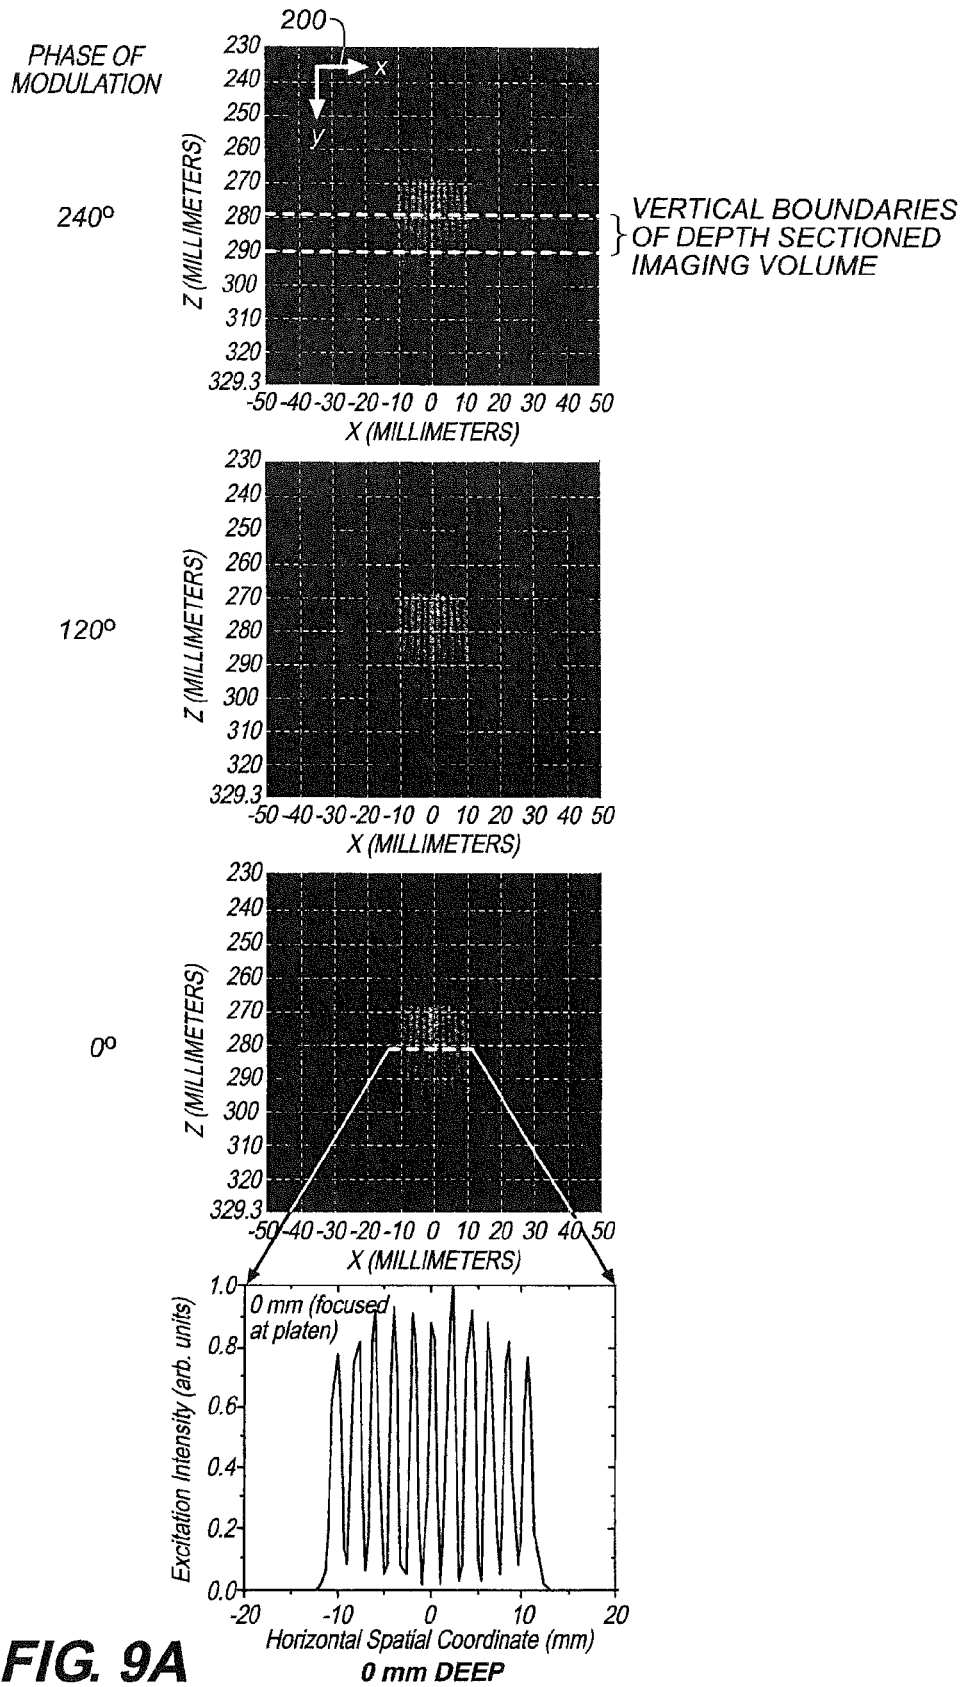 200
PHASE OF
MODULATION
230
240
250
260
270
280
290
300
310
320
329.3
Z (MILLIMETERS)
x
y
240°
VERTICAL BOUNDARIES
OF DEPTH SECTIONED
IMAGING VOLUME
-50 -40 -30 -20 -10 0 10 20 30 40 50
X (MILLIMETERS)
230
240
250
260
270
280
290
300
310
320
329.3
Z (MILLIMETERS)
120°
-50 -40 -30 -20 -10 0 10 20 30 40 50
X (MILLIMETERS)
230
240
250
260
270
280
290
300
310
320
329.3
Z (MILLIMETERS)
0°
-50 -40 -30 -20 -10 0 10 20 30 40 50
X (MILLIMETERS)
1.0
0.8
0.6
0.4
0.2
0.0
Excitation Intensity (arb. units)
0 mm (focused
at platen)
-20 -10 0 10 20
Horizontal Spatial Coordinate (mm)
0 mm DEEP
FIG. 9A